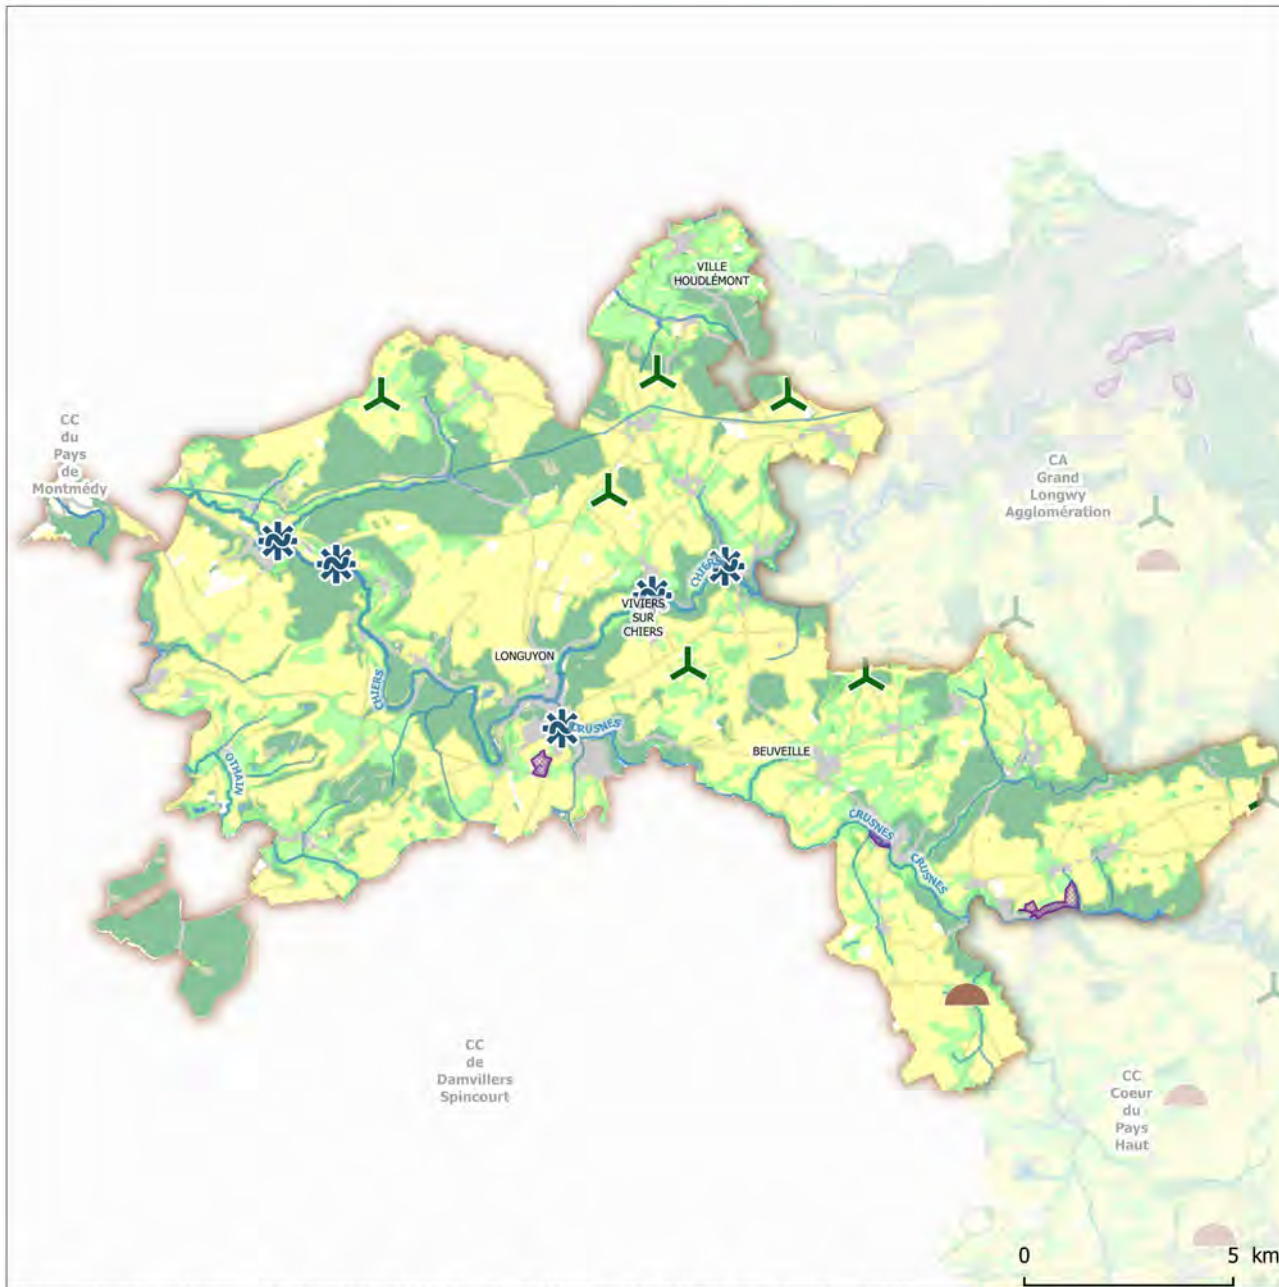 VILLE
HOUDLÉMONT
CC
du
Pays
de
Montmédy
CA
Grand
Longwy
Agglomération
CHIERS
VIVIERS
SUR
CHIERS
LONGUYON
CHIERS
CRUSNES
BEUVEILLE
OTHAIN
CRUSNES
CRUSNES
CC
de
Damvillers
Spincourt
CC
Coeur
du
Pays
Haut
0 5 km